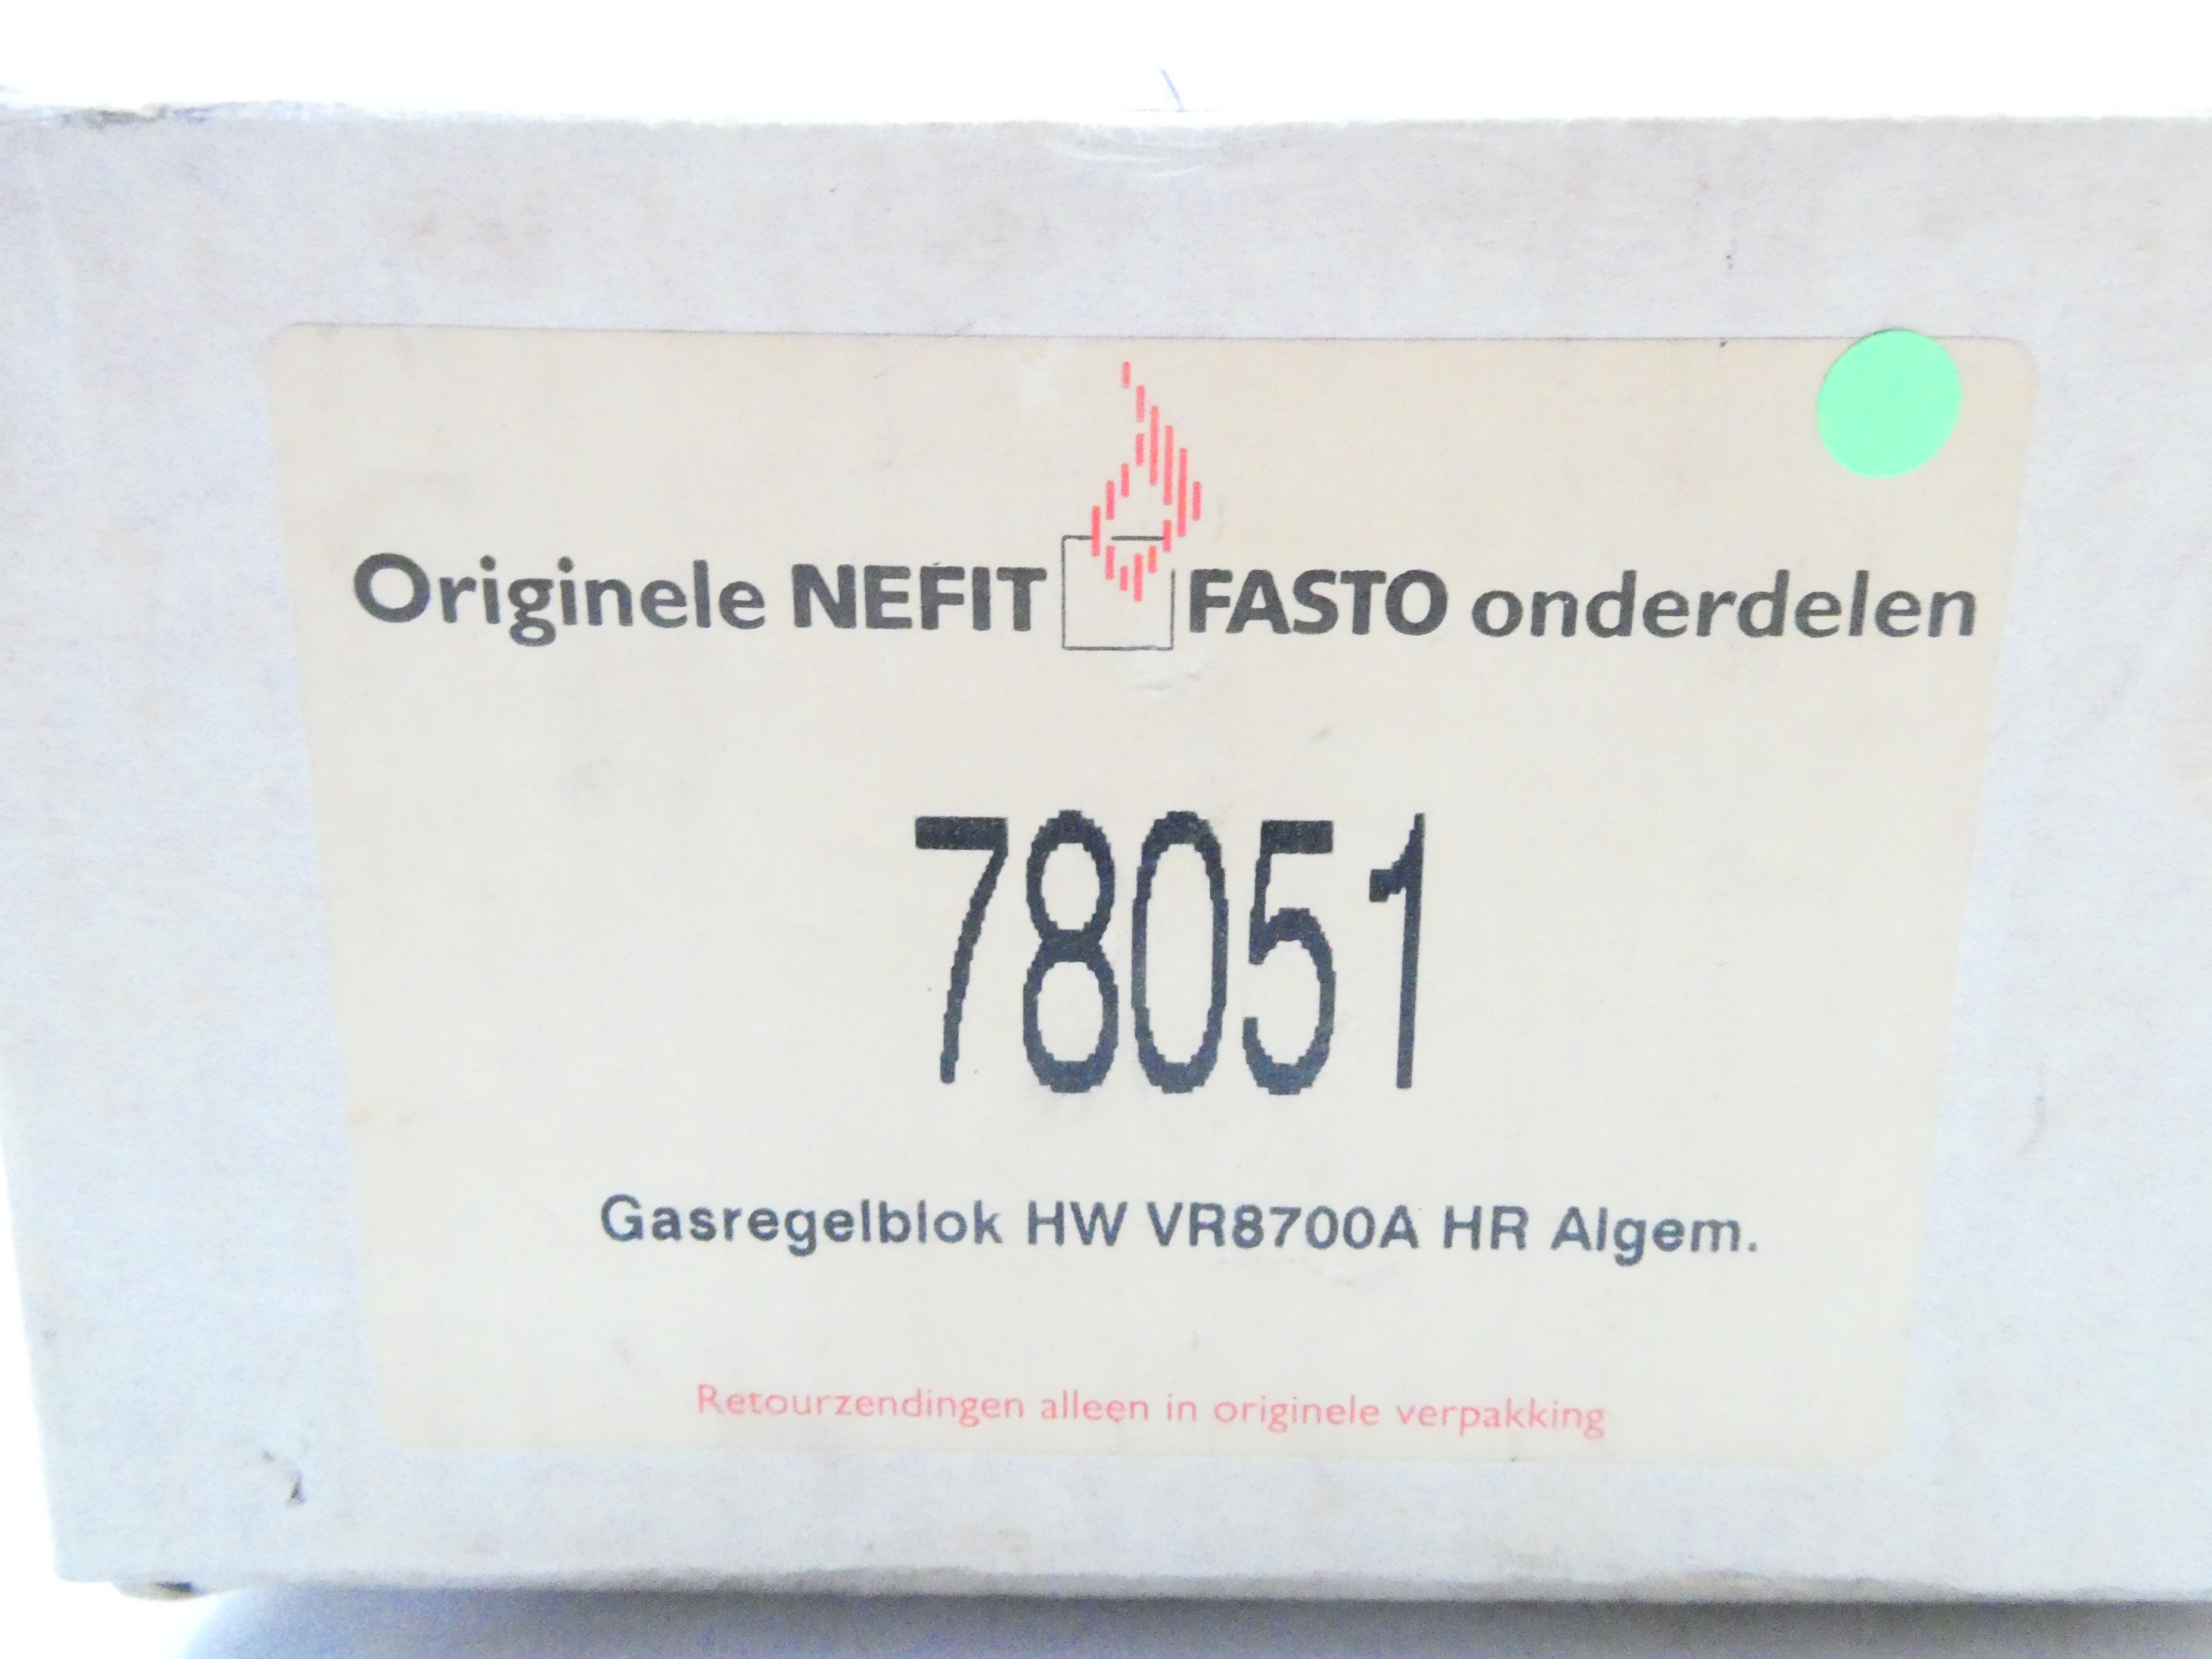 Originele NEFIT FASTO onderdelen
78051
Gasregelblok HW VR8700A HR Algem.
Retourzendingen alleen in originele verpakking